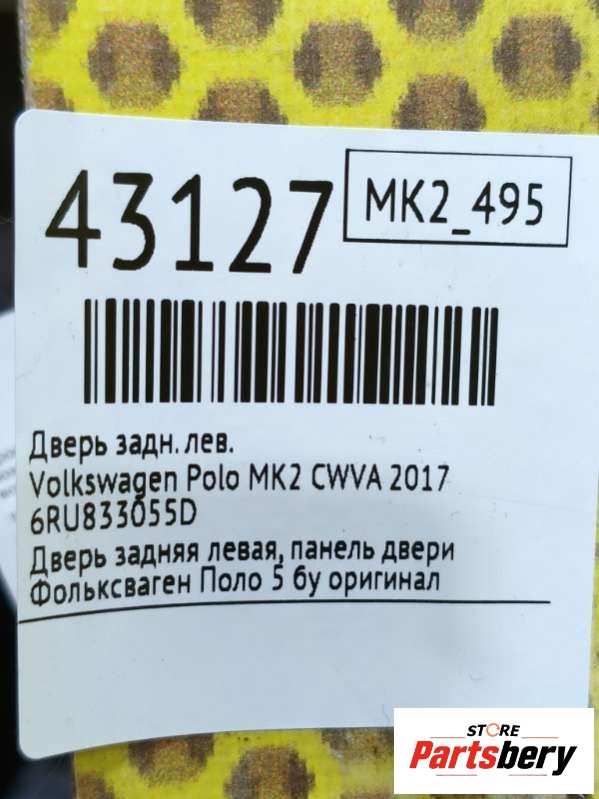 43127
MK2_495
Дверь задн. лев.
Volkswagen Polo MK2 CWVA 2017
6RU833055D
Дверь задняя левая, панель двери
Фольксваген Поло 5 бу оригинал
STORE
Partsbery